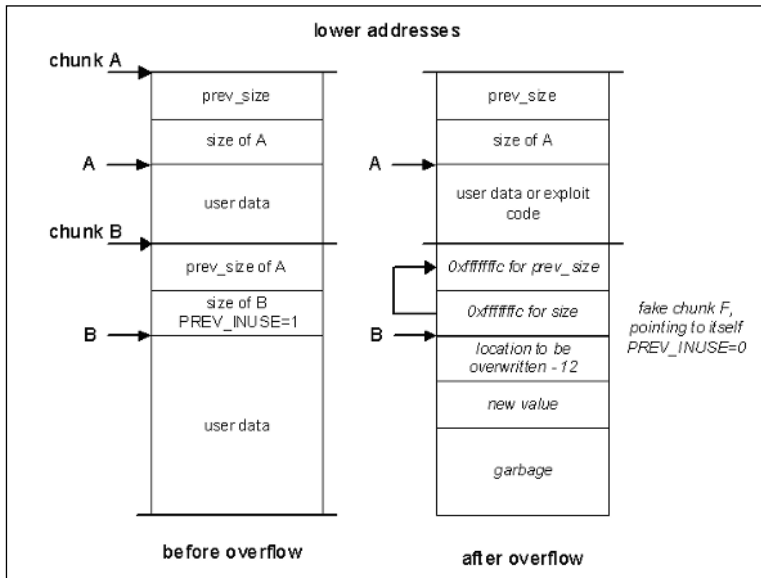 lower addresses
chunk A
prev_size
size of A
A
user data
chunk B
prev_size of A
size of B
PREV_INUSE=1
B
user data
before overflow
prev_size
size of A
A
user data or exploit
code
0xfffffffc for prev_size
0xfffffffc for size
B
location to be
overwritten - 12
new value
garbage
fake chunk F,
pointing to itself
PREV_INUSE=0
after overflow